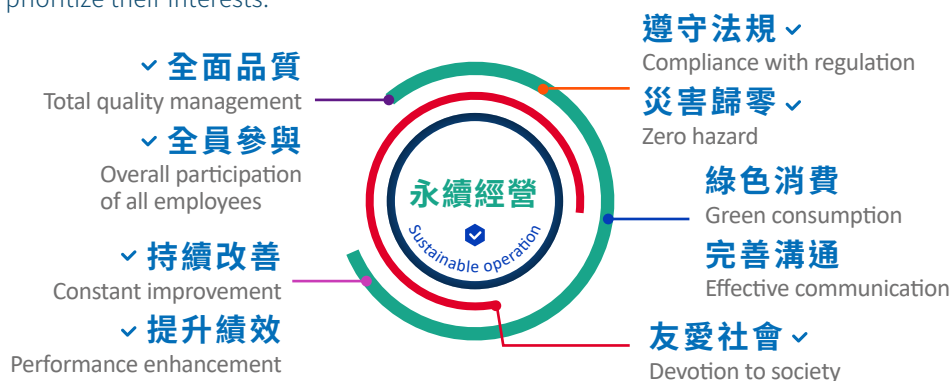 prioritize their interests.
全面品質
Total quality management
全員參與
Overall participation
of all employees
持續改善
Constant improvement
提升績效
Performance enhancement
永續經營
Sustainable operation
遵守法規
Compliance with regulation
災害歸零
Zero hazard
綠色消費
Green consumption
完善溝通
Effective communication
友愛社會
Devotion to society